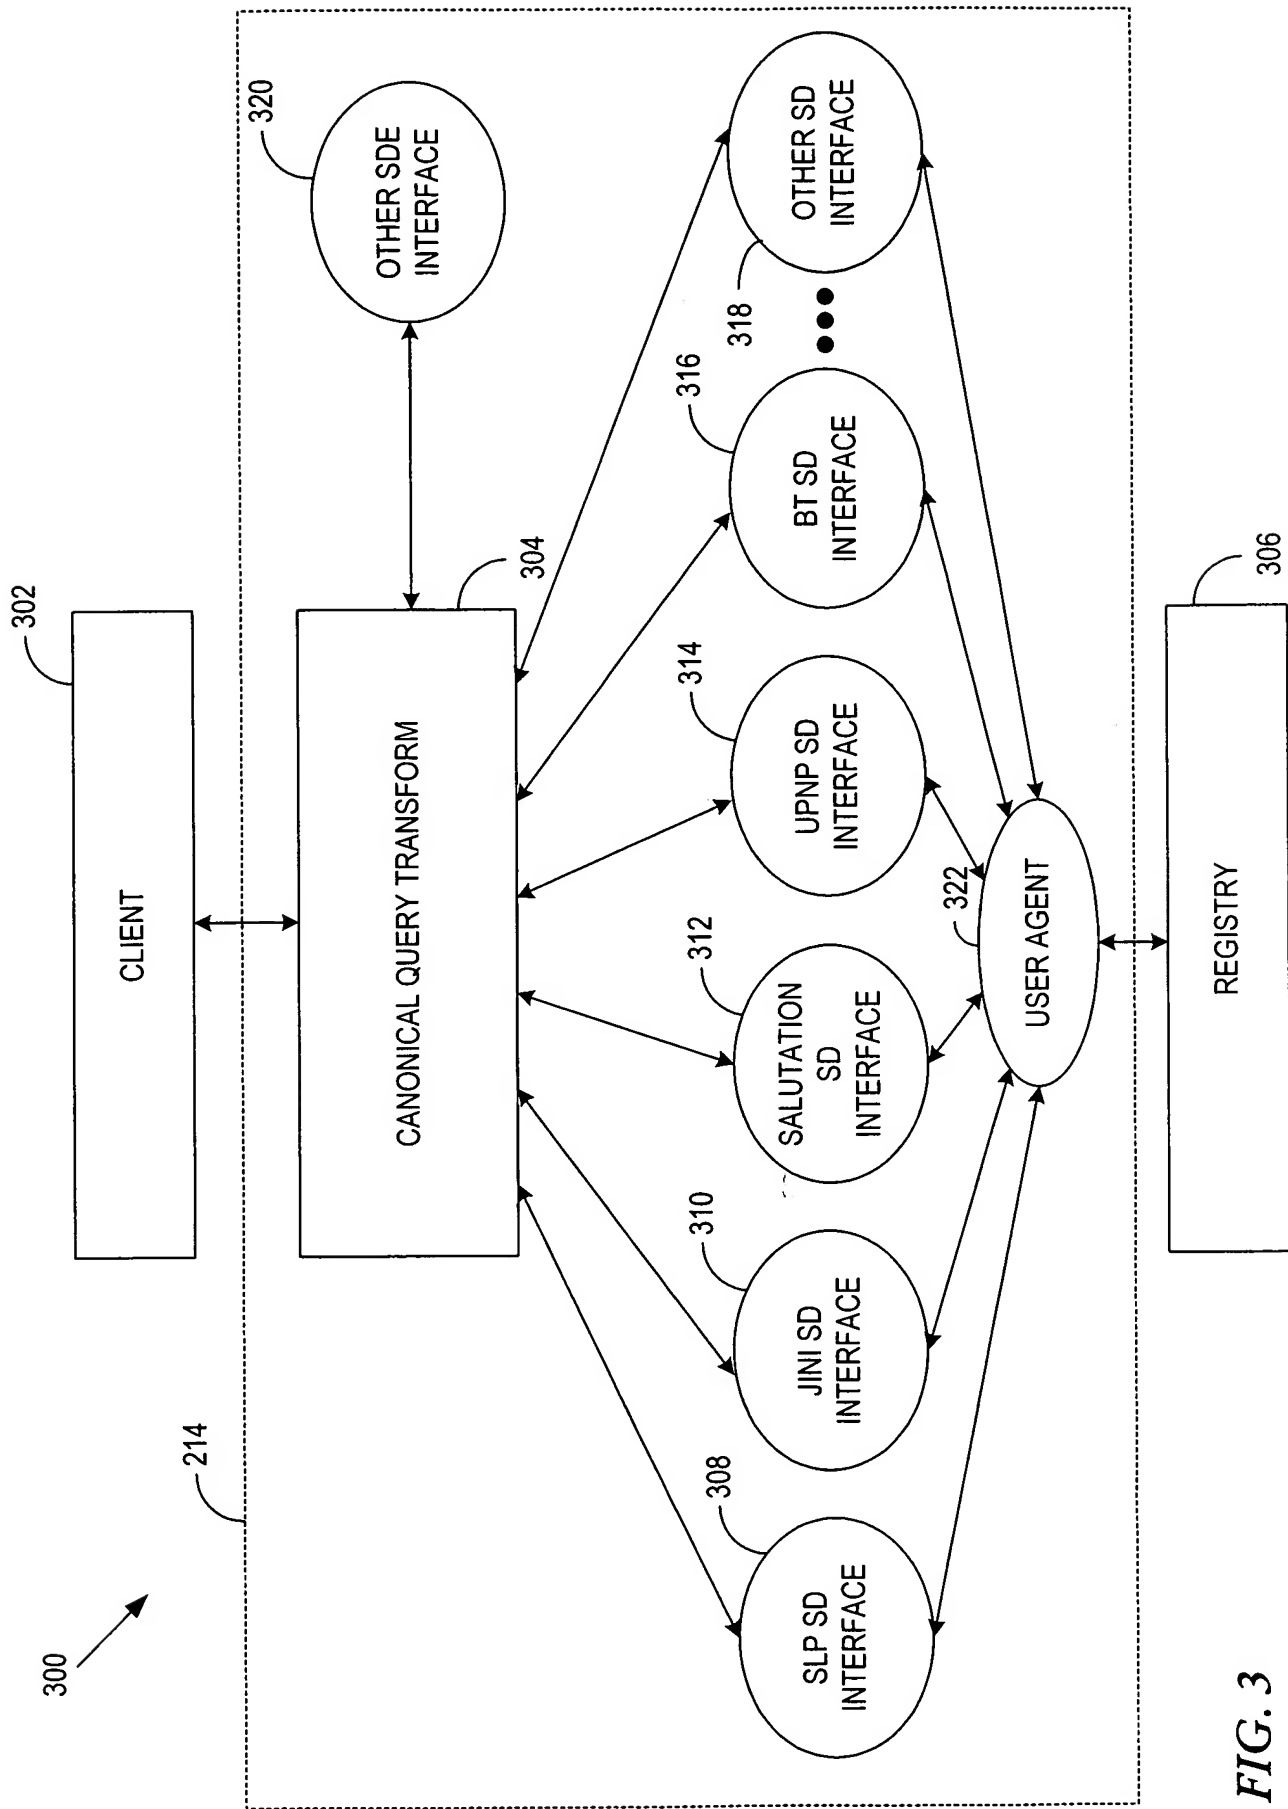 300
214
302
CLIENT
304
CANONICAL QUERY TRANSFORM
320
OTHER SDE
INTERFACE
308
SLP SD
INTERFACE
310
JINI SD
INTERFACE
312
SALUTATION
SD
INTERFACE
314
UPNP SD
INTERFACE
316
BT SD
INTERFACE
318
OTHER SD
INTERFACE
322
USER AGENT
306
REGISTRY
FIG. 3